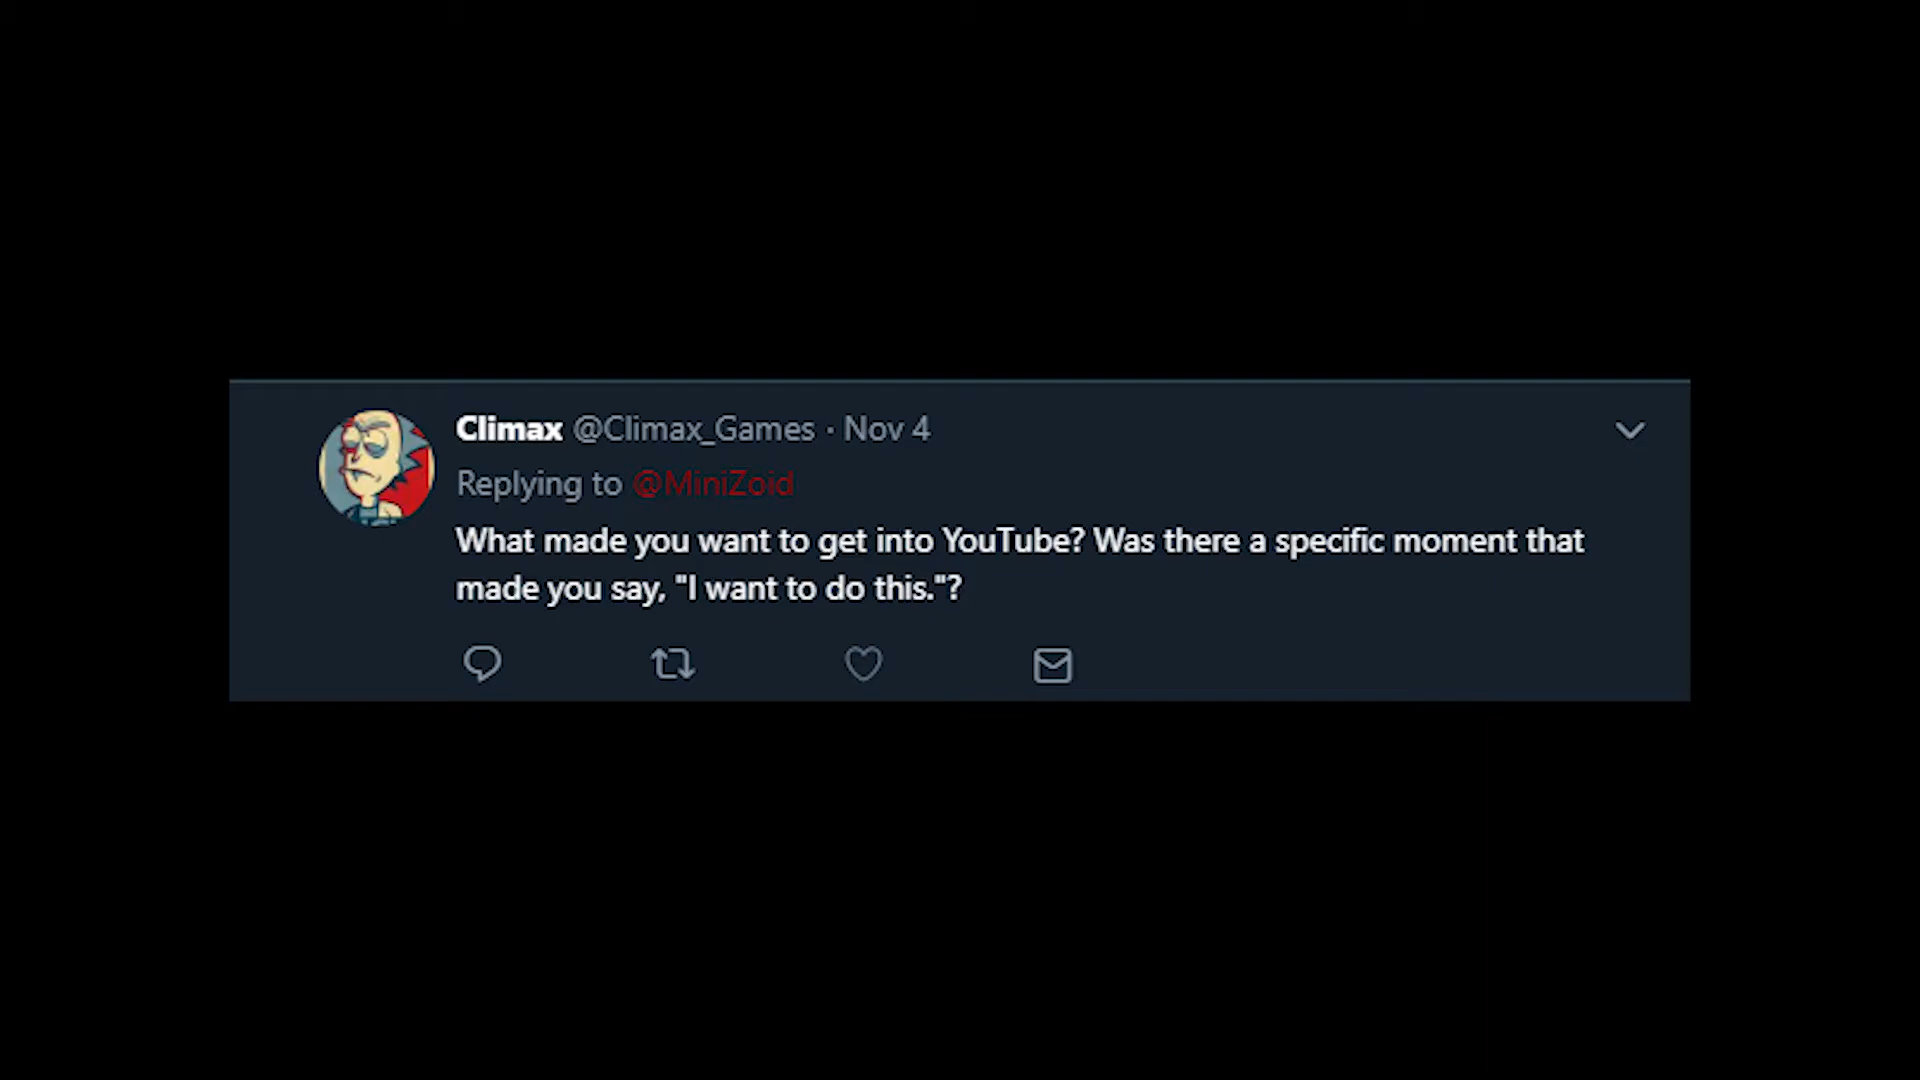 Climax @Climax_Games · Nov 4
Replying to @MiniZoid
What made you want to get into YouTube? Was there a specific moment that
made you say, "I want to do this."?